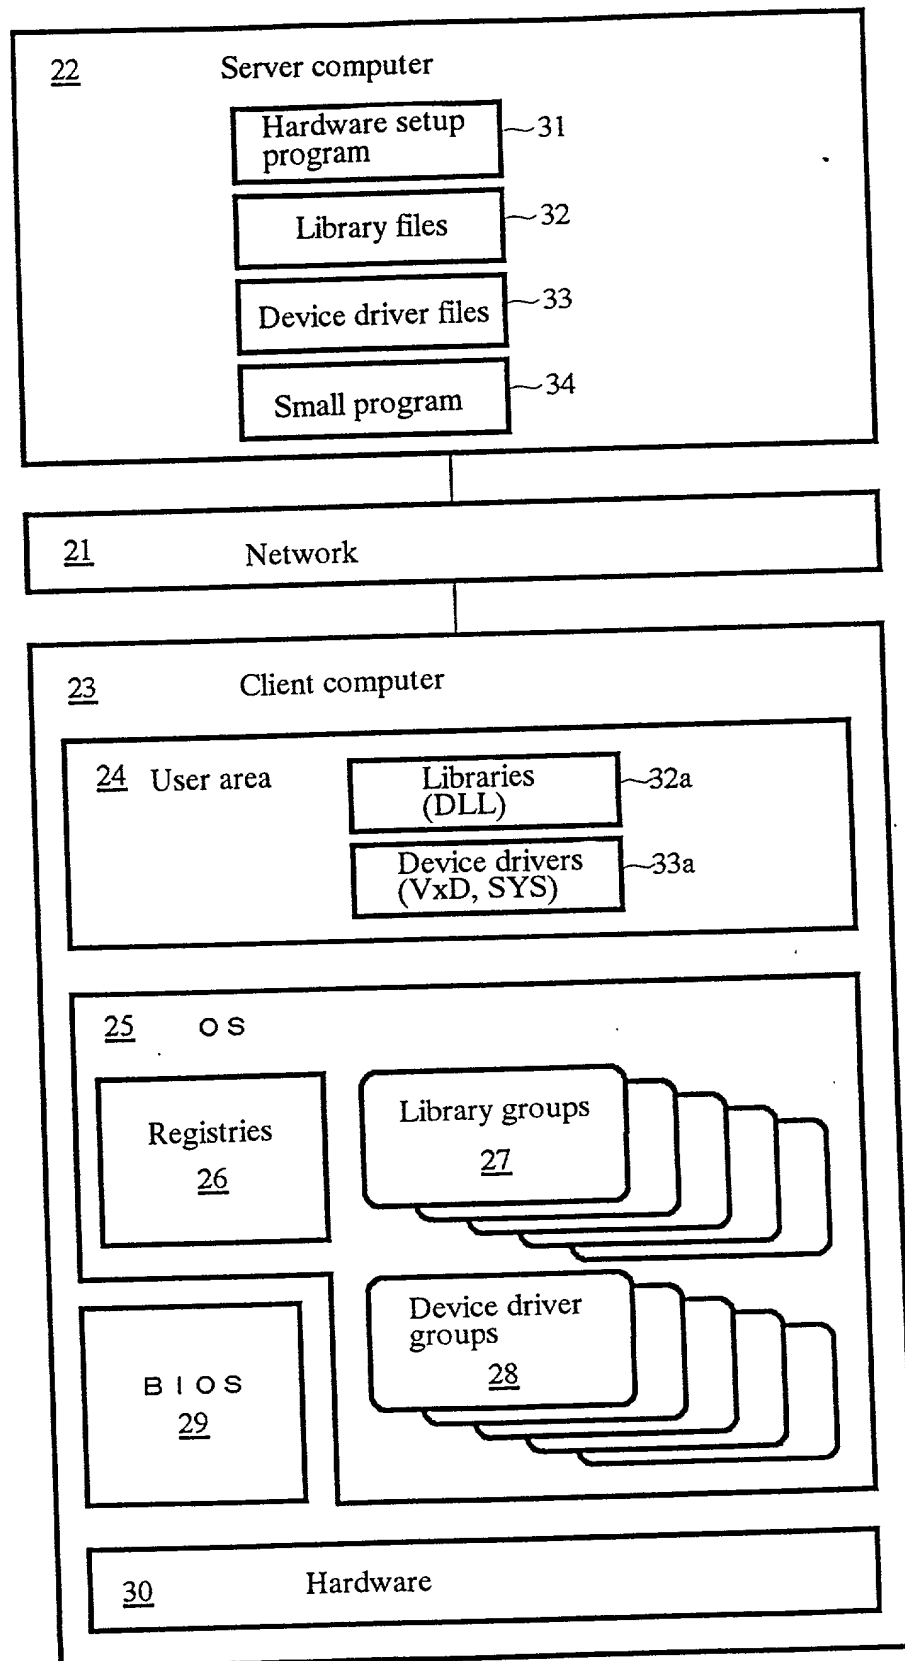 22 Server computer
Hardware setup
program
31
Library files
32
Device driver files
33
Small program
34
21 Network
23 Client computer
24 User area
Libraries
(DLL)
32a
Device drivers
(VxD, SYS)
33a
25 OS
Registries
26
Library groups
27
Device driver
groups
28
BIOS
29
30 Hardware